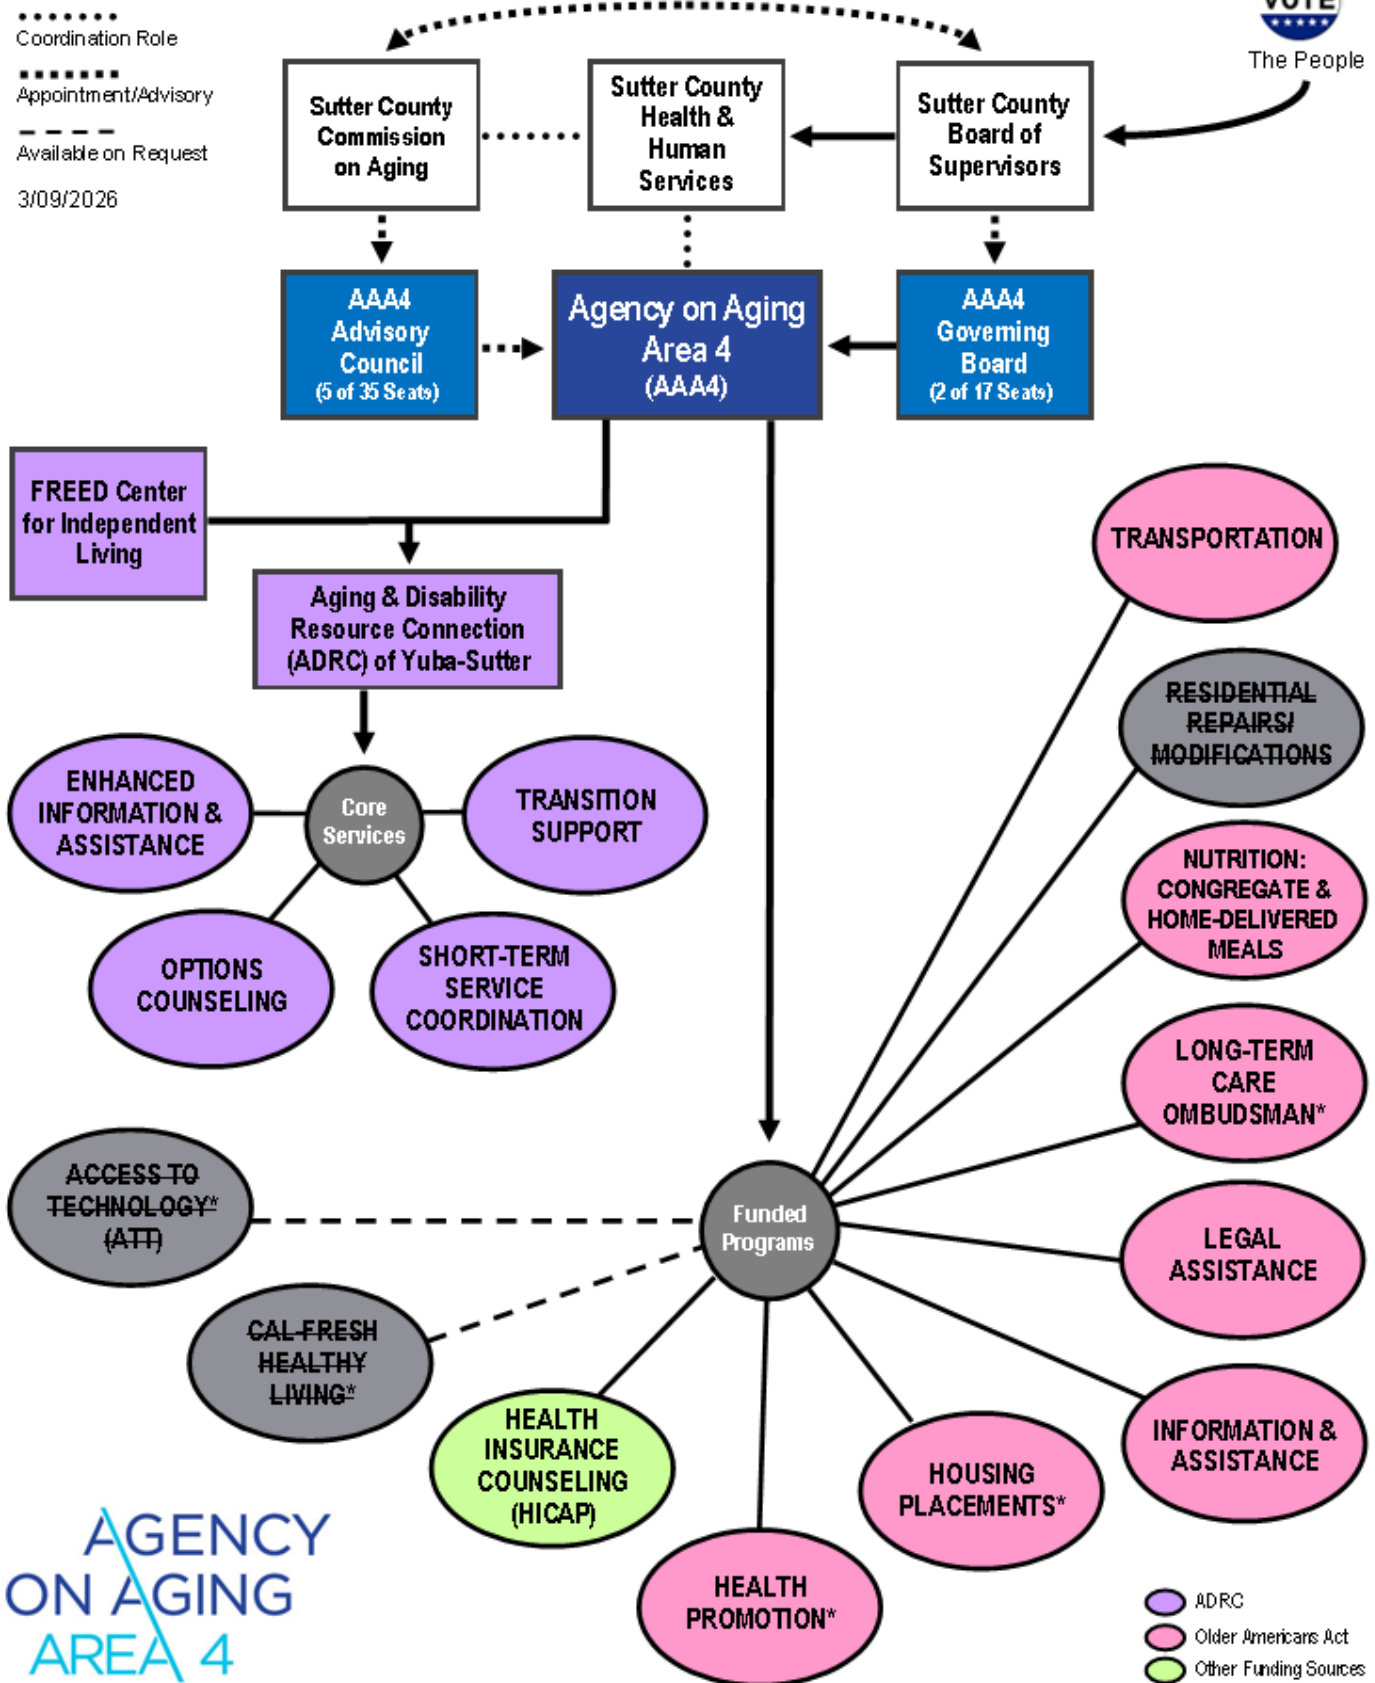 VOTE
The People
Coordination Role
Appointment/Advisory
Available on Request
3/09/2026
Sutter County
Commission
on Aging
Sutter County
Health &
Human
Services
Sutter County
Board of
Supervisors
AAA4
Advisory
Council
(5 of 35 Seats)
Agency on Aging
Area 4
(AAA4)
AAA4
Governing
Board
(2 of 17 Seats)
FREED Center
for Independent
Living
Aging & Disability
Resource Connection
(ADRC) of Yuba-Sutter
Core
Services
ENHANCED
INFORMATION &
ASSISTANCE
TRANSITION
SUPPORT
OPTIONS
COUNSELING
SHORT-TERM
SERVICE
COORDINATION
TRANSPORTATION
RESIDENTIAL
REPAIRS/
MODIFICATIONS
NUTRITION:
CONGREGATE &
HOME-DELIVERED
MEALS
LONG-TERM
CARE
OMBUDSMAN*
LEGAL
ASSISTANCE
INFORMATION &
ASSISTANCE
Funded
Programs
ACCESS TO
TECHNOLOGY*
(ATT)
CAL-FRESH
HEALTHY
LIVING*
HEALTH
INSURANCE
COUNSELING
(HICAP)
HOUSING
PLACEMENTS*
HEALTH
PROMOTION*
AGENCY
ON AGING
AREA 4
ADRC
Older Americans Act
Other Funding Sources